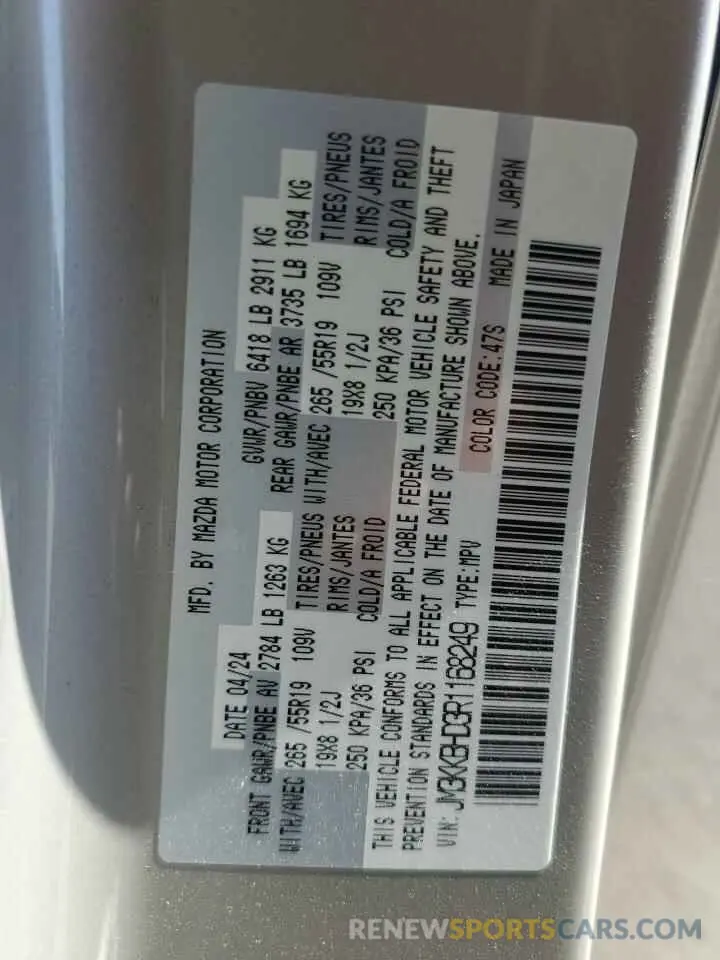 MFD. BY MAZDA MOTOR CORPORATION
DATE 04/24 GVWR/PNBV 6418 LB 2911 KG
FRONT GAWR/PNBE AV 2784 LB 1263 KG REAR GAWR/PNBE AR 3735 LB 1694 KG
WITH/AVEC 265 /55R19 109V TIRES/PNEUS WITH/AVEC 265 /55R19 109V TIRES/PNEUS
19X8 1/2J RIMS/JANTES 19X8 1/2J RIMS/JANTES
250 KPA/36 PSI COLD/A FROID 250 KPA/36 PSI COLD/A FROID
THIS VEHICLE CONFORMS TO ALL APPLICABLE FEDERAL MOTOR VEHICLE SAFETY AND THEFT
PREVENTION STANDARDS IN EFFECT ON THE DATE OF MANUFACTURE SHOWN ABOVE.
VIN: JM3KKBHD3R1168249 TYPE:MPV COLOR CODE:47S MADE IN JAPAN
RENEWSPORTSCARS.COM